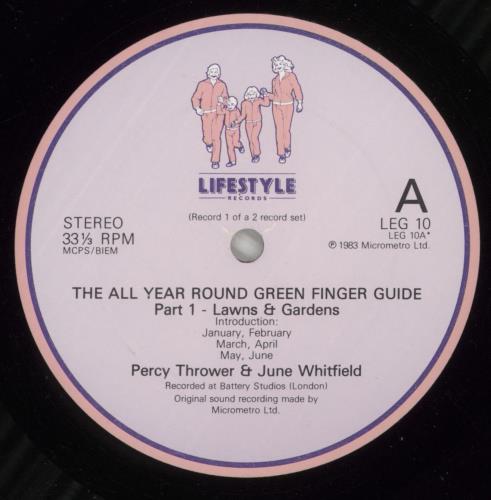 LIFESTYLE
RECORDS
(Record 1 of a 2 record set)
STEREO
33⅓ RPM
MCPS/BIEM
A
LEG 10
LEG 10A*
℗ 1983 Micrometro Ltd.
THE ALL YEAR ROUND GREEN FINGER GUIDE
Part 1 - Lawns & Gardens
Introduction:
January, February
March, April
May, June
Percy Thrower & June Whitfield
Recorded at Battery Studios (London)
Original sound recording made by
Micrometro Ltd.